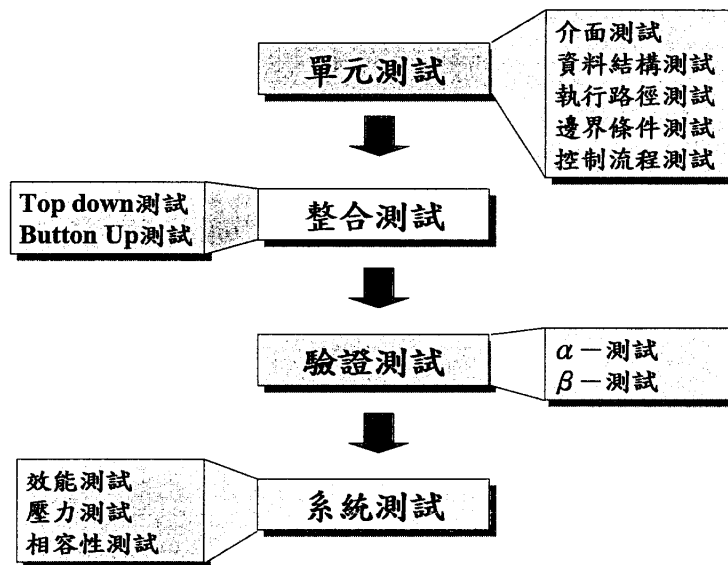 單元測試
介面測試
資料結構測試
執行路徑測試
邊界條件測試
控制流程測試
Top down測試
Button Up測試
整合測試
驗證測試
α－測試
β－測試
效能測試
壓力測試
相容性測試
系統測試